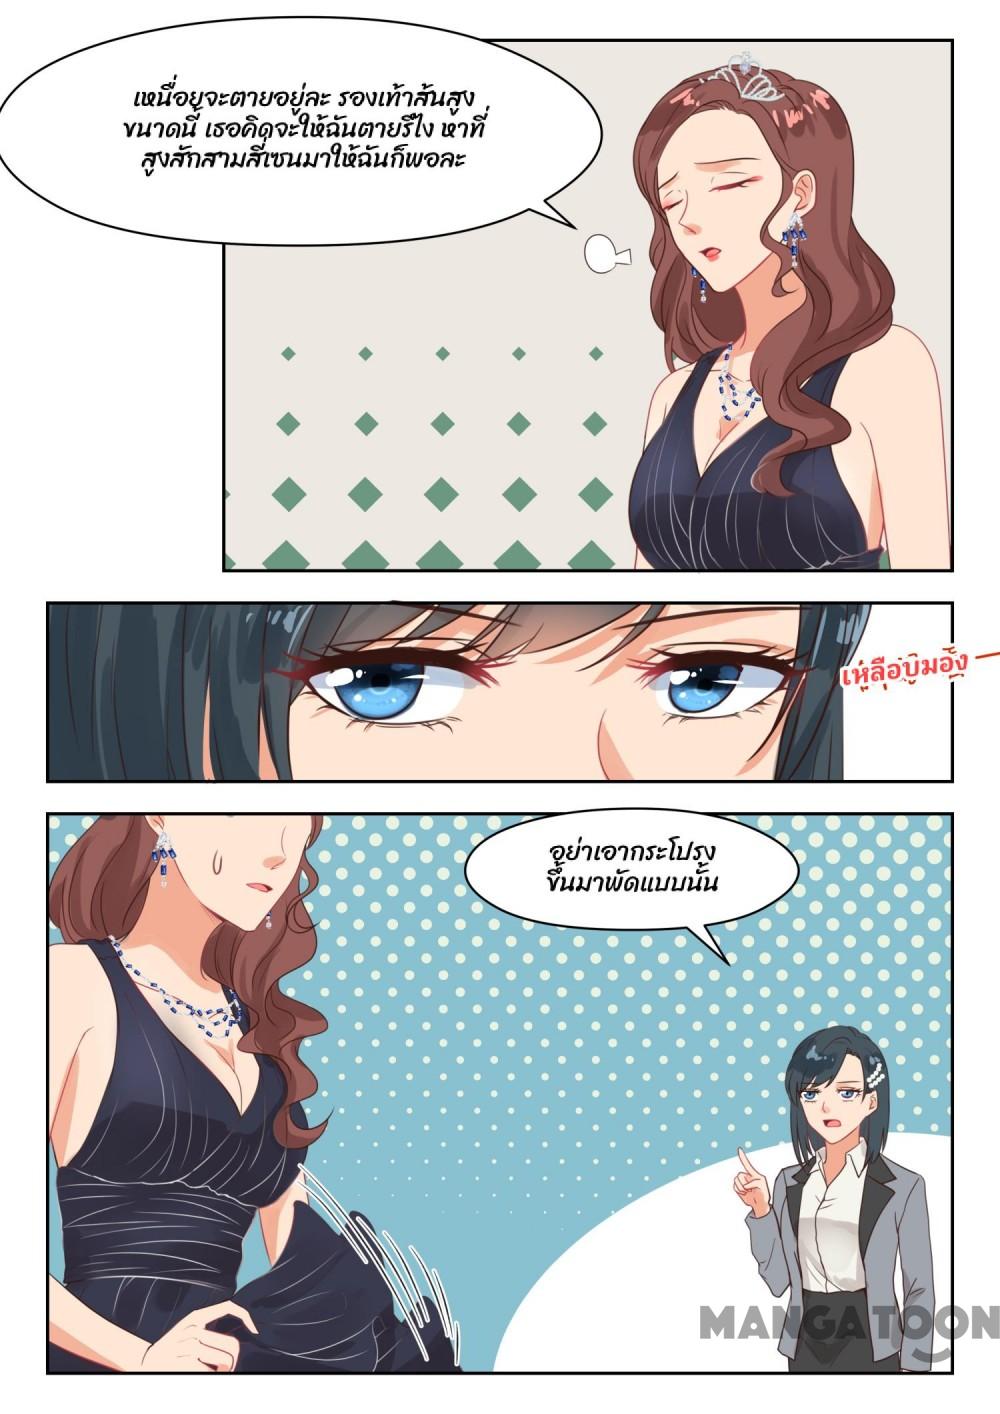 เหนื่อยจะตายอยู่ละ รองเท้าส้นสูง
ขนาดนี้ เธอคิดจะให้ฉันตายรึไง หาที่
สูงสักสามสี่เซนมาให้ฉันก็พอละ
เหลือบมอง
อย่าเอากระโปรง
ขึ้นมาพัดแบบนั้น
MANGATOON